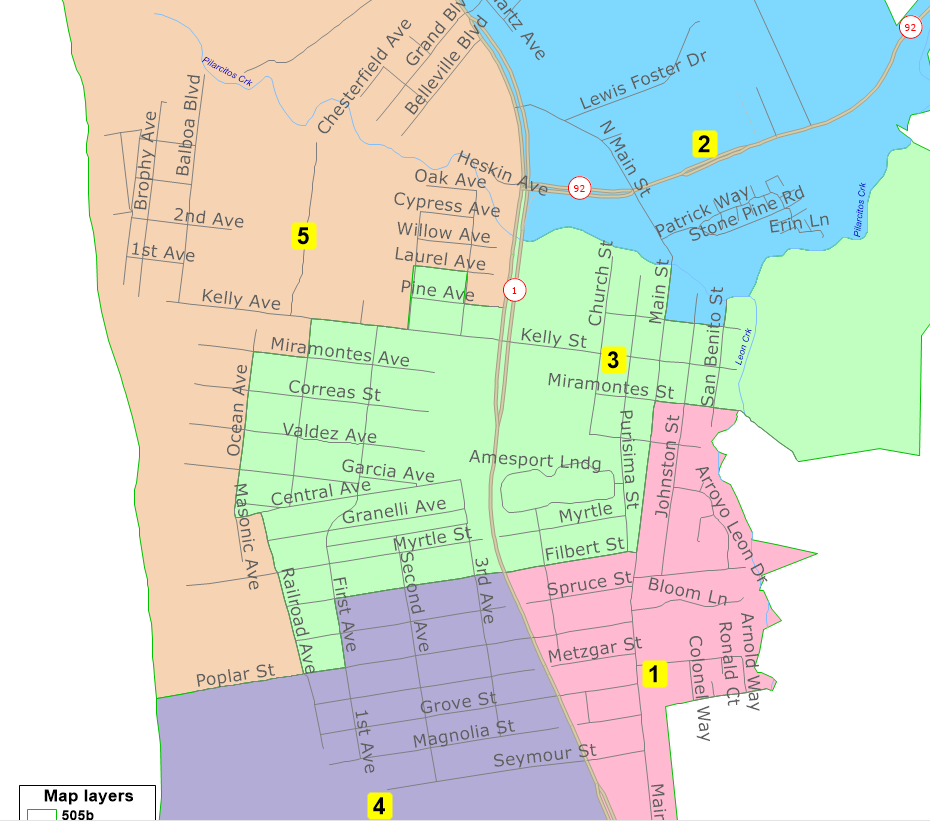 Pilarcitos Crk
Chesterfield Ave
Grand Blv
Belleville Blvd
artz Ave
92
Lewis Foster Dr
2
N Main St
Brophy Ave
Balboa Blvd
Heskin Ave
Oak Ave
92
Cypress Ave
Patrick Way
Stone Pine Rd
Pilarcitos Crk
2nd Ave
5
Willow Ave
Erin Ln
1st Ave
Laurel Ave
Church St
Main St
Kelly Ave
Pine Ave
1
San Benito St
Leon Crk
Kelly St
Miramontes Ave
3
Correas St
Miramontes St
Ocean Ave
Valdez Ave
Purisima St
Johnston St
Garcia Ave
Amesport Lndg
Central Ave
Arroyo Leon Dr
Masonic Ave
Granelli Ave
Myrtle
Myrtle St
Filbert St
Railroad Ave
First Ave
Second Ave
3rd Ave
Spruce St
Bloom Ln
Metzgar St
Colonel Way
Ronald Ct
Arnold Way
Poplar St
1
Grove St
1st Ave
Magnolia St
Seymour St
Main
4
Map layers
505b